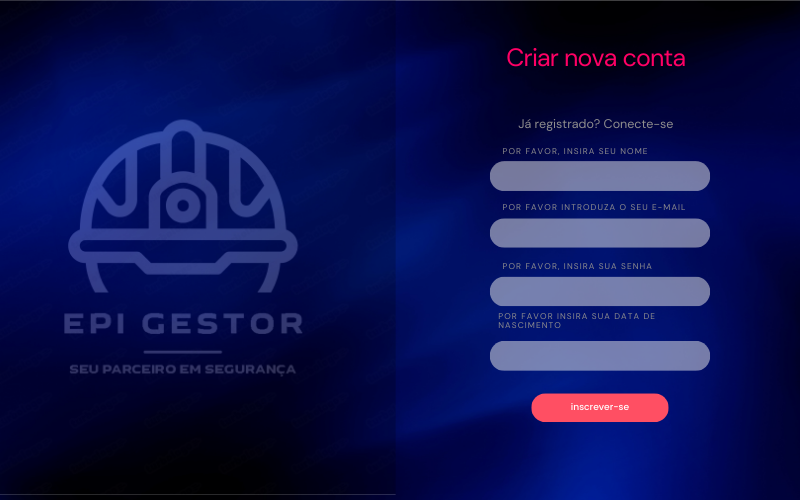 EPI GESTOR
SEU PARCEIRO EM SEGURANÇA
Criar nova conta
Já registrado? Conecte-se
POR FAVOR, INSIRA SEU NOME
POR FAVOR INTRODUZA O SEU E-MAIL
POR FAVOR, INSIRA SUA SENHA
POR FAVOR INSIRA SUA DATA DE
NASCIMENTO
inscrever-se